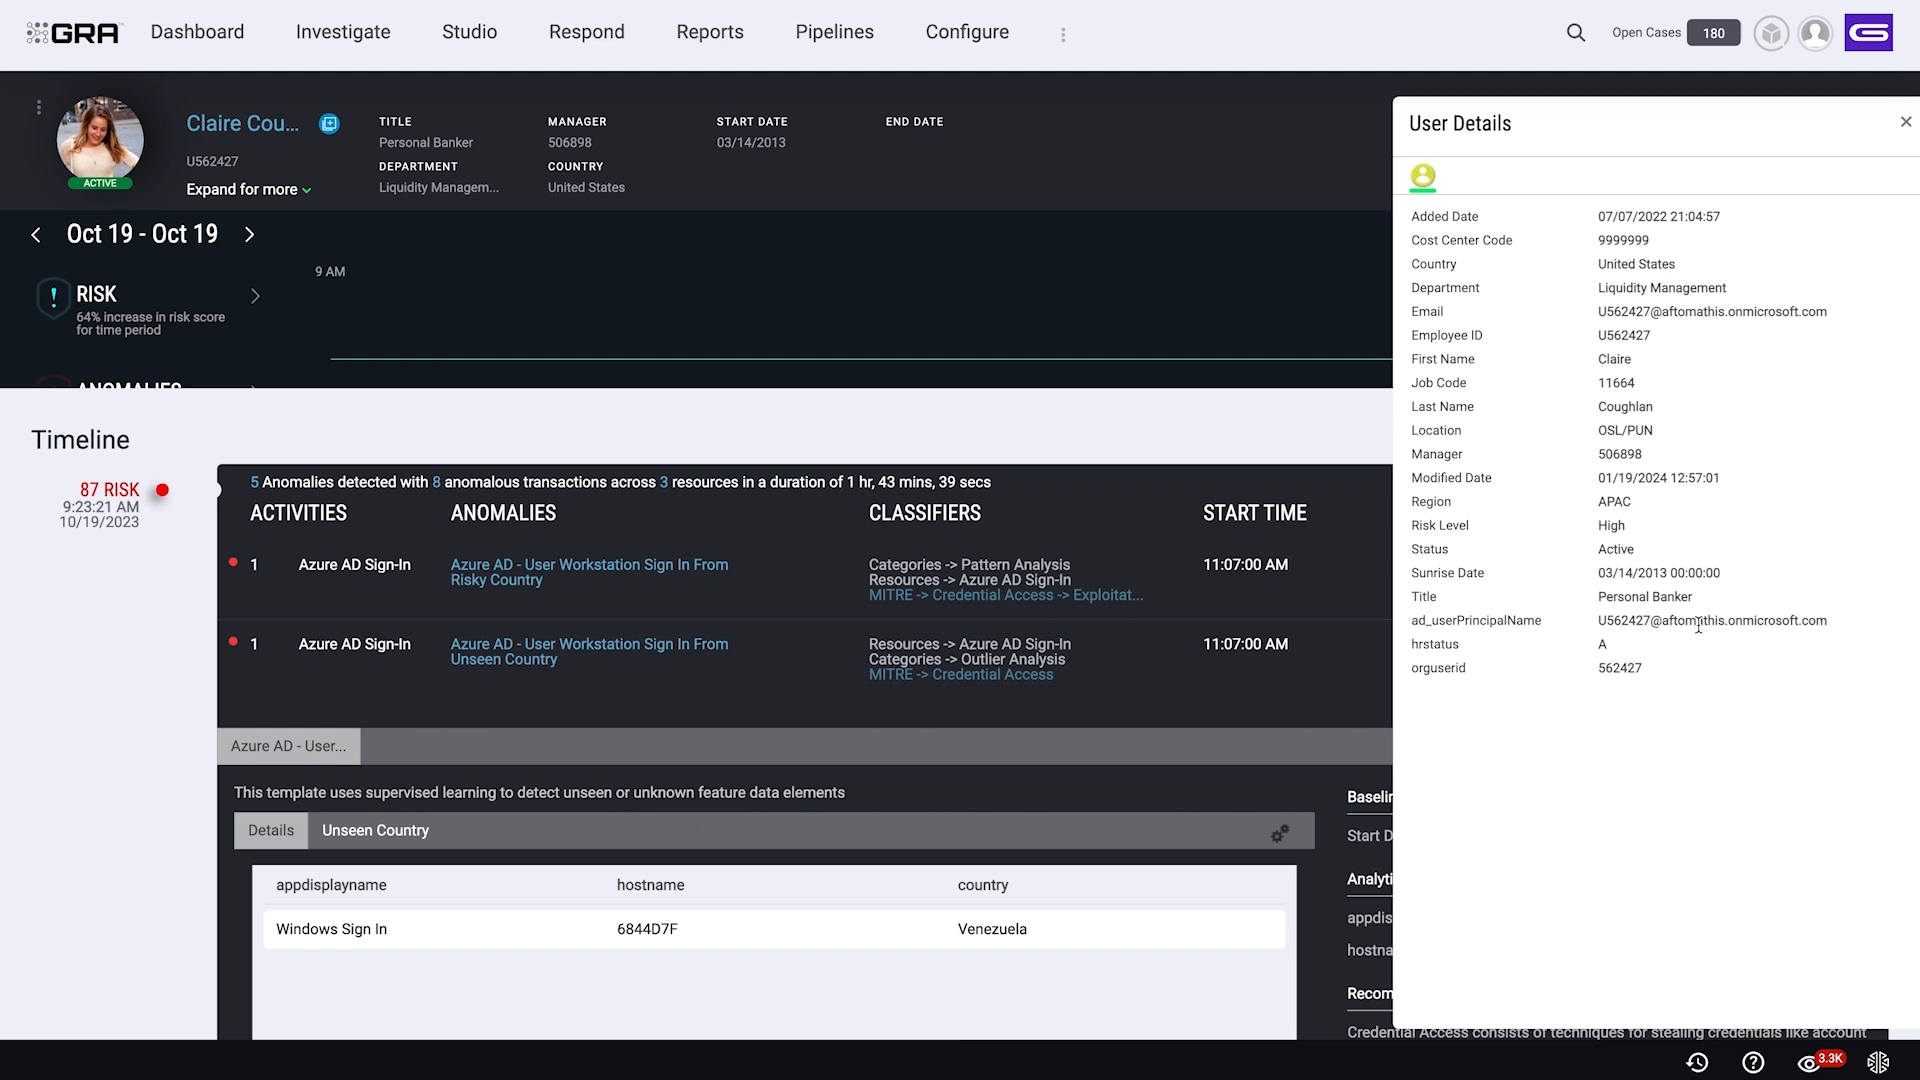 GRA
Dashboard
Investigate
Studio
Respond
Reports
Pipelines
Configure
Open Cases
180
Claire Cou...
U562427
ACTIVE
Expand for more
TITLE
Personal Banker
DEPARTMENT
Liquidity Managem...
MANAGER
506898
COUNTRY
United States
START DATE
03/14/2013
END DATE
Oct 19 - Oct 19
9 AM
RISK
64% increase in risk score
for time period
ANOMALIES
Timeline
87 RISK
9:23:21 AM
10/19/2023
5 Anomalies detected with 8 anomalous transactions across 3 resources in a duration of 1 hr, 43 mins, 39 secs
ACTIVITIES
ANOMALIES
CLASSIFIERS
START TIME
1
Azure AD Sign-In
Azure AD - User Workstation Sign In From
Risky Country
Categories -> Pattern Analysis
Resources -> Azure AD Sign-In
MITRE -> Credential Access -> Exploitat...
11:07:00 AM
1
Azure AD Sign-In
Azure AD - User Workstation Sign In From
Unseen Country
Resources -> Azure AD Sign-In
Categories -> Outlier Analysis
MITRE -> Credential Access
11:07:00 AM
Azure AD - User...
This template uses supervised learning to detect unseen or unknown feature data elements
Details
Unseen Country
appdisplayname
hostname
country
Windows Sign In
6844D7F
Venezuela
Baselin
Start D
Analyti
appdis
hostna
Recom
Credential Access consists of techniques for stealing credentials like account
User Details
Added Date
07/07/2022 21:04:57
Cost Center Code
9999999
Country
United States
Department
Liquidity Management
Email
U562427@aftomathis.onmicrosoft.com
Employee ID
U562427
First Name
Claire
Job Code
11664
Last Name
Coughlan
Location
OSL/PUN
Manager
506898
Modified Date
01/19/2024 12:57:01
Region
APAC
Risk Level
High
Status
Active
Sunrise Date
03/14/2013 00:00:00
Title
Personal Banker
ad_userPrincipalName
U562427@aftomathis.onmicrosoft.com
hrstatus
A
orguserid
562427
3.3K